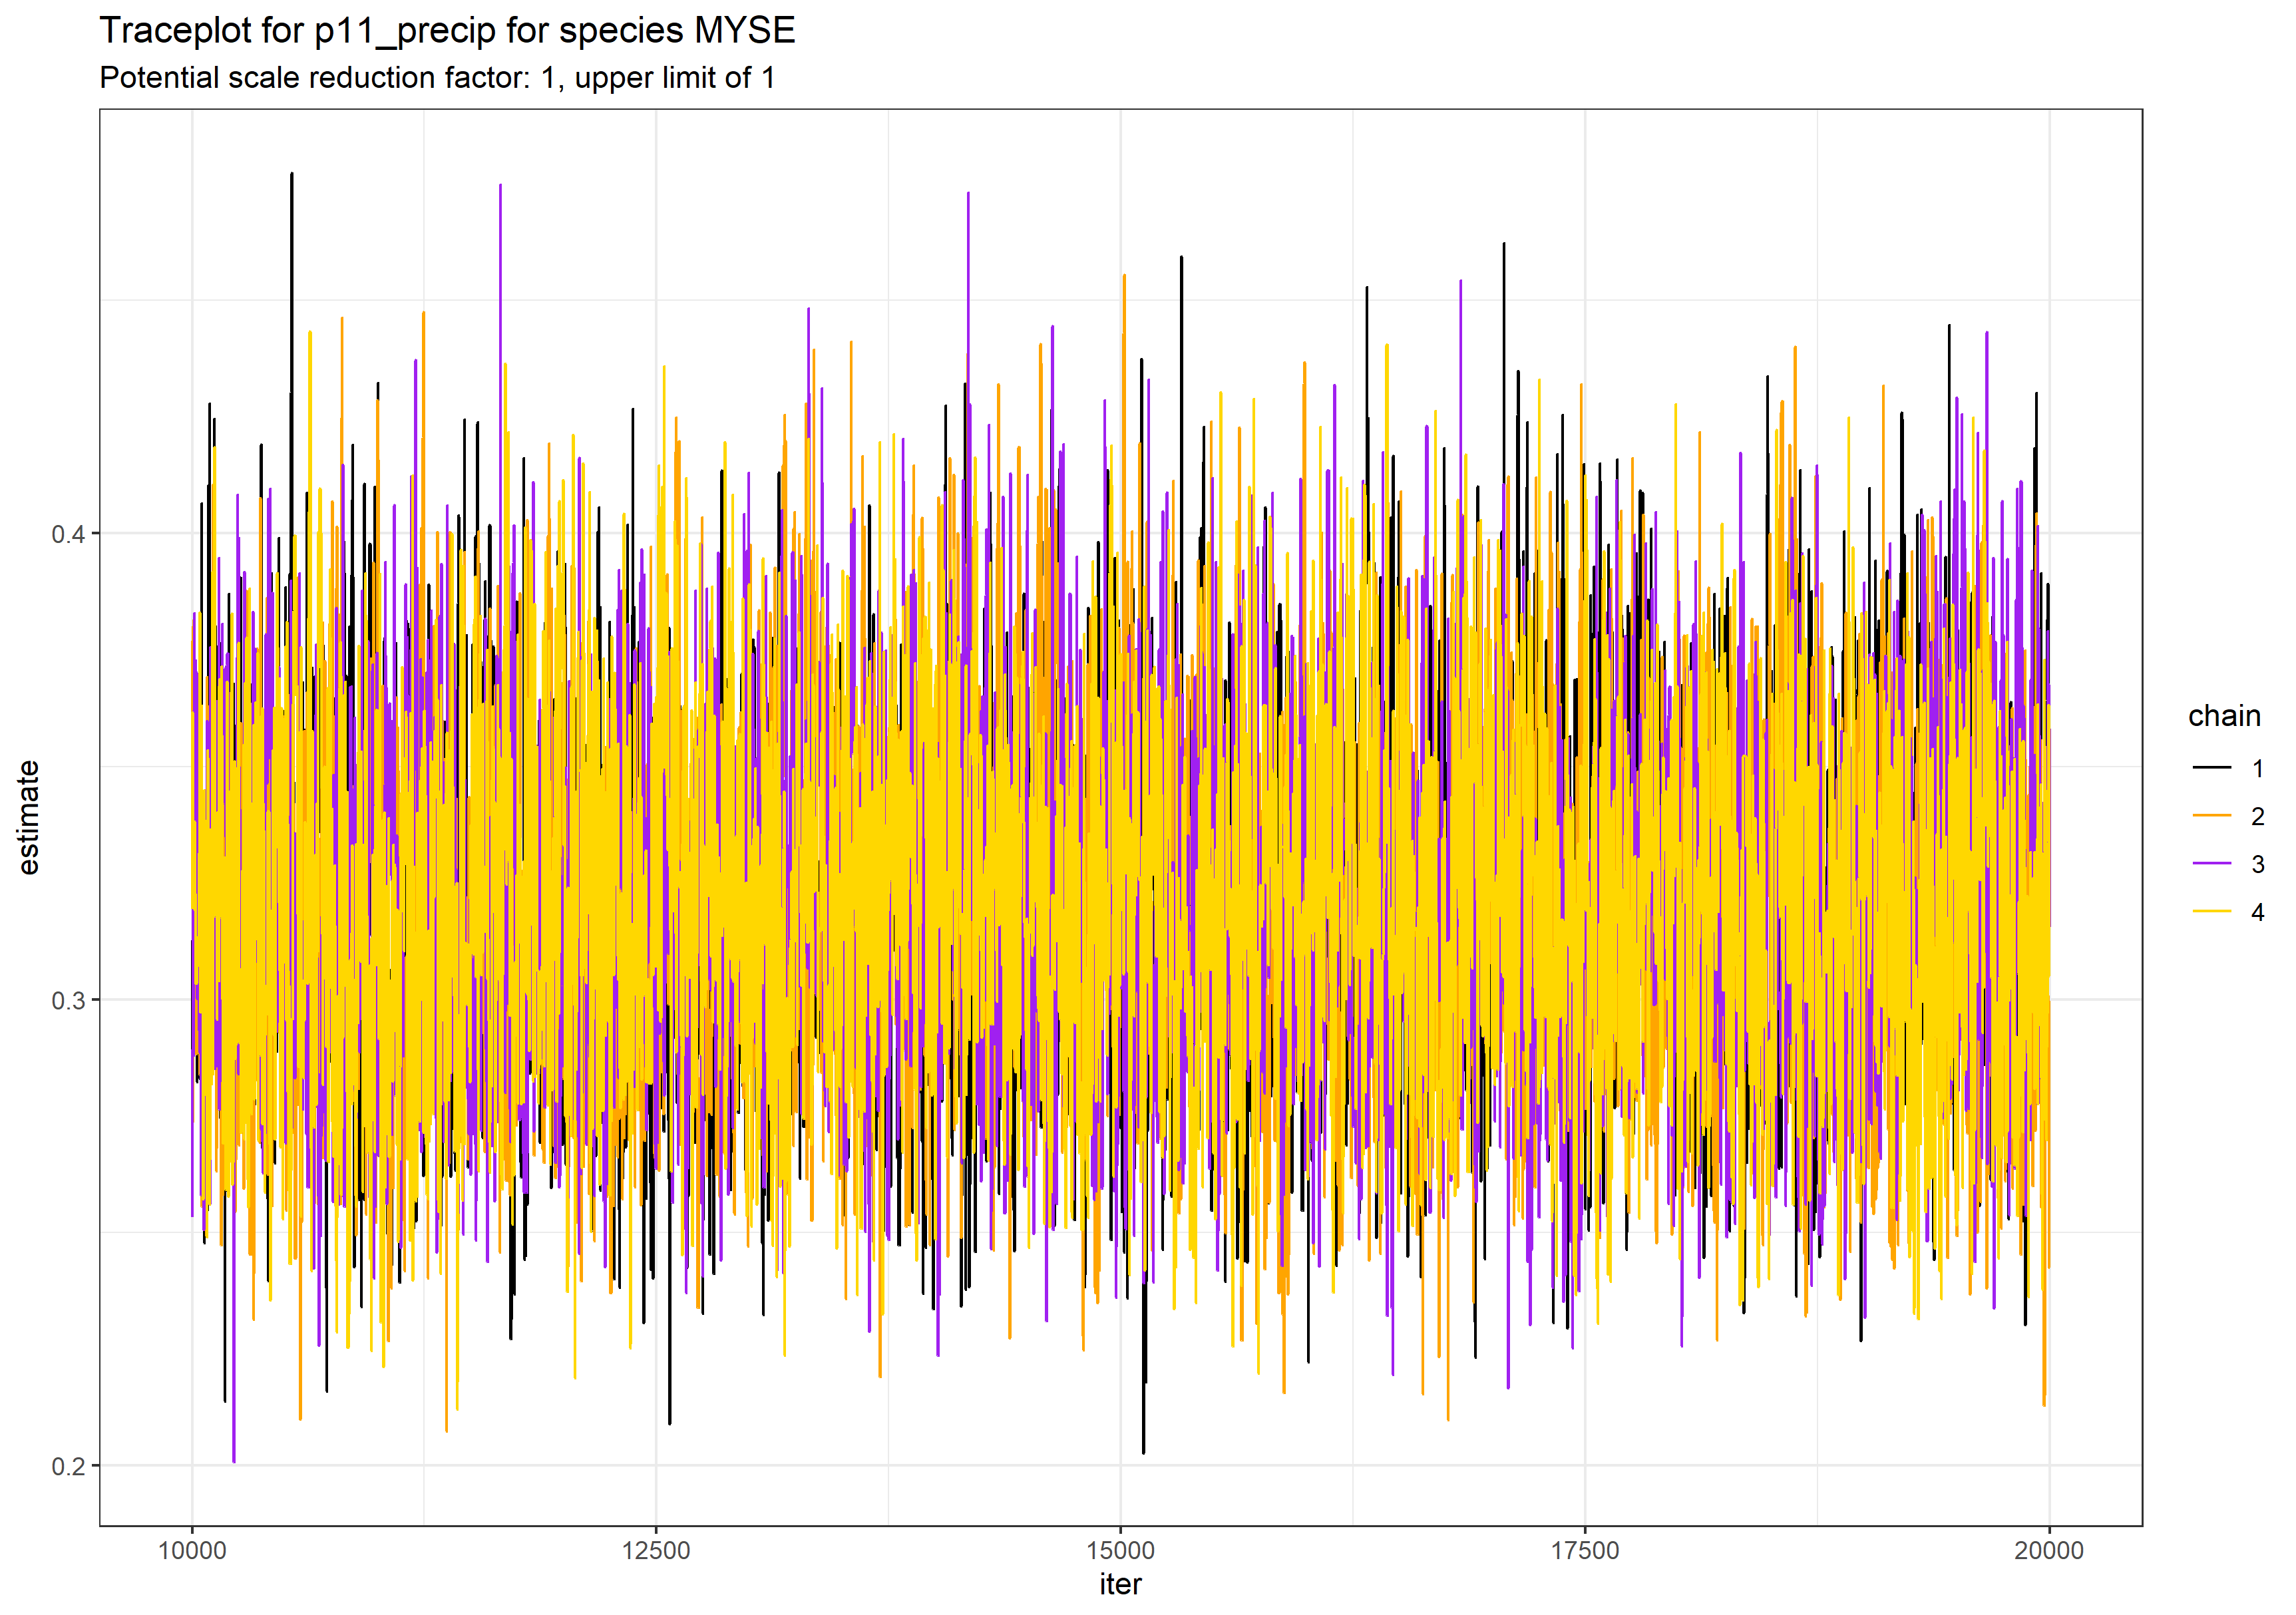 Traceplot for p11_precip for species MYSE
Potential scale reduction factor: 1, upper limit of 1
estimate
0.4
0.3
0.2
10000
12500
15000
17500
20000
iter
chain
1
2
3
4